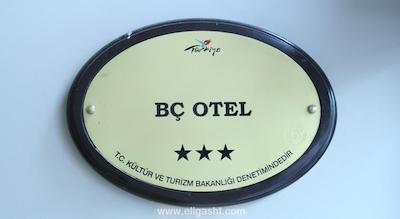 Türkiye
BÇ OTEL
★★★
T.C. KÜLTÜR VE TURİZM BAKANLIĞI DENETİMİNDEDİR
www.eligasht.com